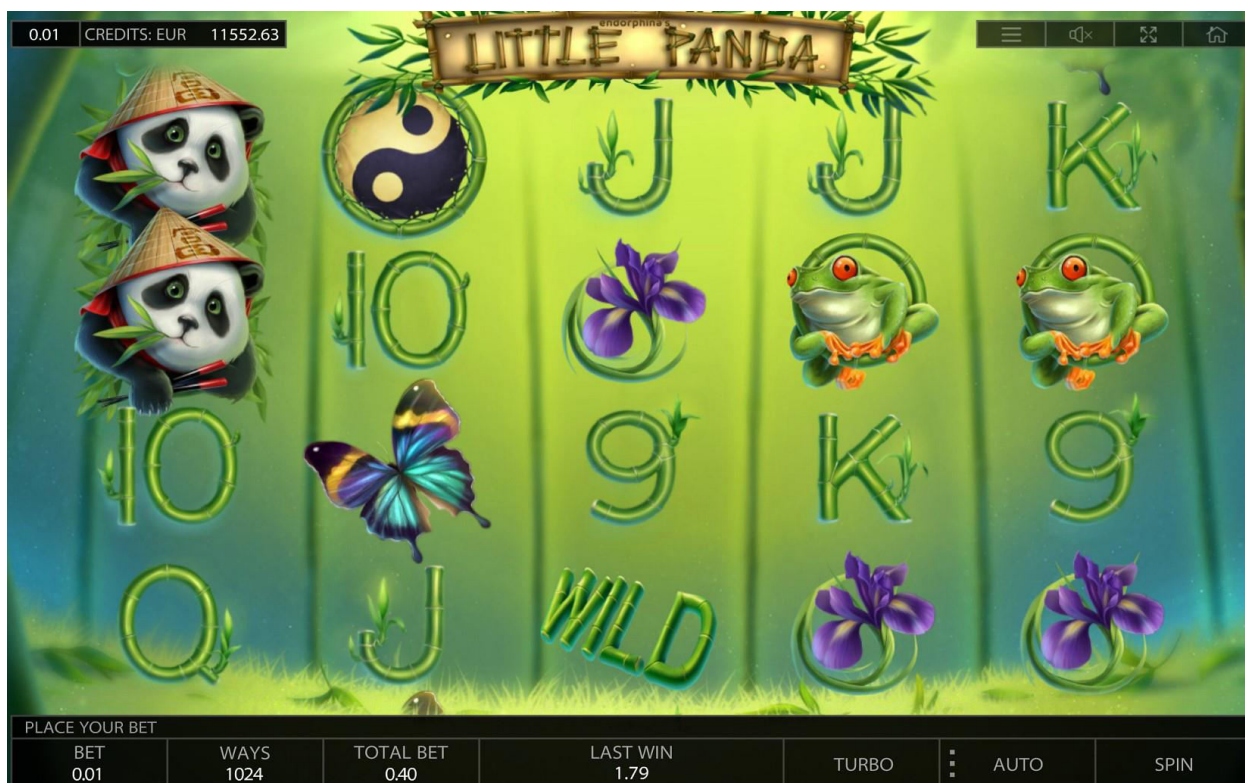 0.01 CREDITS: EUR 11552.63
endorphina's
LITTLE PANDA
J J K
10
10 9 K 9
Q J WILD
PLACE YOUR BET
BET WAYS TOTAL BET LAST WIN TURBO AUTO SPIN
0.01 1024 0.40 1.79